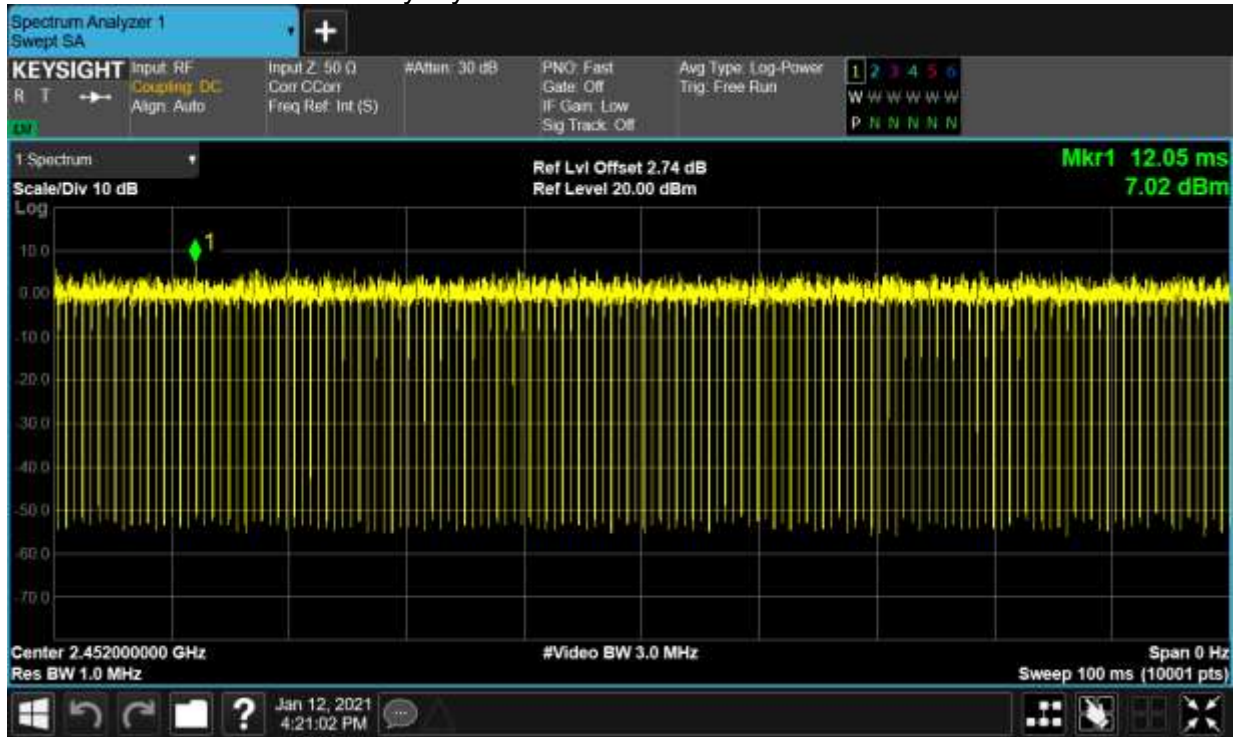 Spectrum Analyzer 1
Swept SA
KEYSIGHT
R T
Input: RF
Coupling: DC
Align: Auto
Input Z: 50 Ω
Corr CCorr
Freq Ref: Int (S)
#Atten: 30 dB
PNO: Fast
Gate: Off
IF Gain: Low
Sig Track: Off
Avg Type: Log-Power
Trig: Free Run
1 2 3 4 5 6
W W W W W W
P N N N N N
1 Spectrum
Scale/Div 10 dB
Log
Ref Lvl Offset 2.74 dB
Ref Level 20.00 dBm
Mkr1 12.05 ms
7.02 dBm
1
10.0
0.00
-10.0
-20.0
-30.0
-40.0
-50.0
-60.0
-70.0
Center 2.452000000 GHz
Res BW 1.0 MHz
#Video BW 3.0 MHz
Span 0 Hz
Sweep 100 ms (10001 pts)
?
Jan 12, 2021
4:21:02 PM